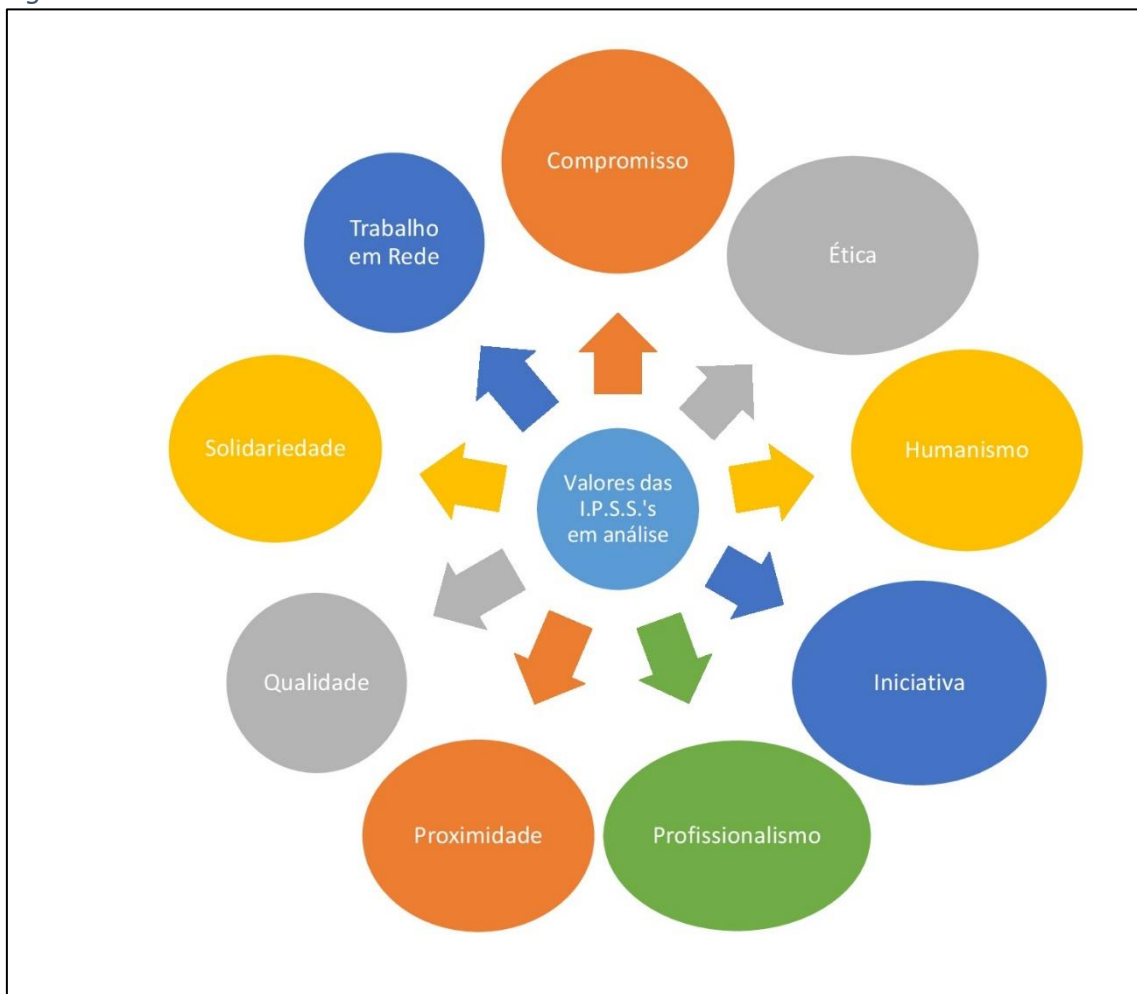 Compromisso
Ética
Humanismo
Iniciativa
Profissionalismo
Proximidade
Qualidade
Solidariedade
Trabalho
em Rede
Valores das
I.P.S.S.'s
em análise